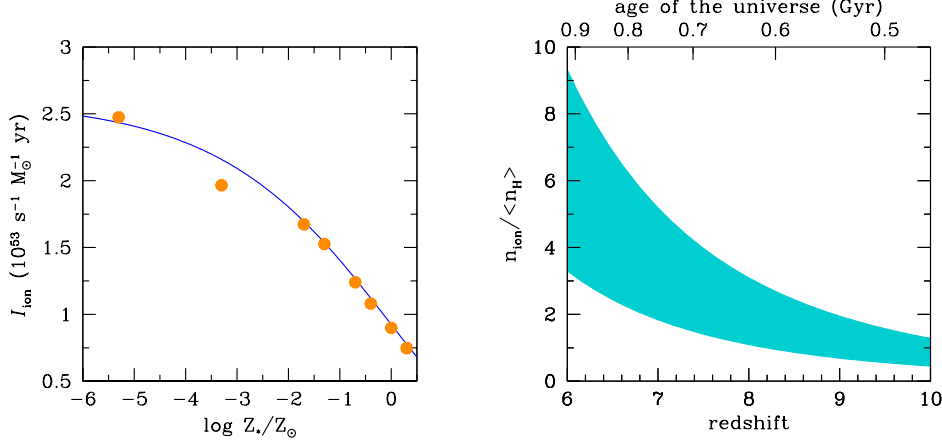 age of the universe (Gyr)
0.9 0.8 0.7 0.6 0.5
3
2.5
2
1.5
1
0.5
I_ion (10^53 s^−1 M_⊙^−1 yr)
−6 −5 −4 −3 −2 −1 0
log Z_*/Z_⊙
10
8
6
4
2
0
n_ion/<n_H>
6 7 8 9 10
redshift